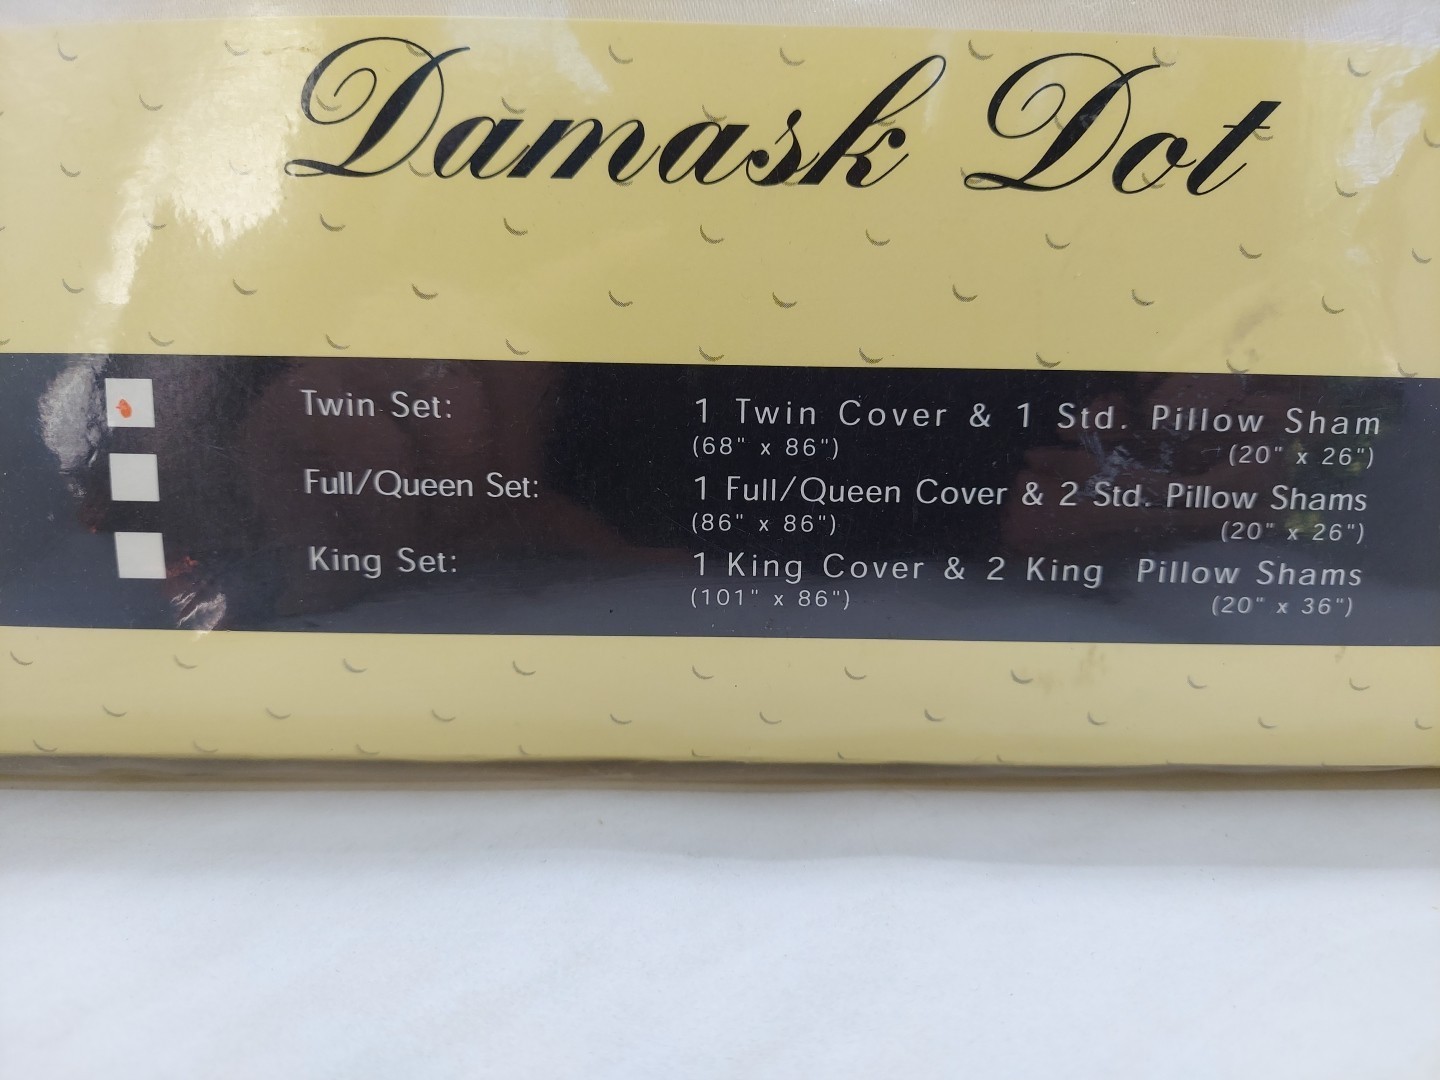 Damask Dot
Twin Set: 1 Twin Cover & 1 Std. Pillow Sham
(68" x 86") (20" x 26")
Full/Queen Set: 1 Full/Queen Cover & 2 Std. Pillow Shams
(86" x 86") (20" x 26")
King Set: 1 King Cover & 2 King Pillow Shams
(101" x 86") (20" x 36")